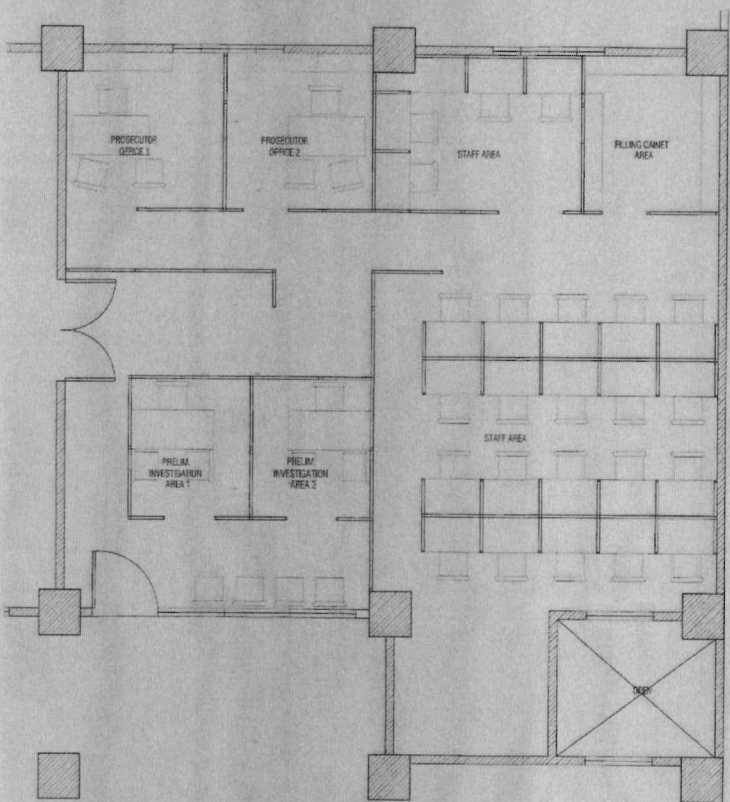 PROSECUTOR
OFFICE 1
PROSECUTOR
OFFICE 2
STAFF AREA
FILLING CAINET
AREA
STAFF AREA
PRELIM.
INVESTIGATION
AREA 1
PRELIM.
INVESTIGATION
AREA 2
OPEN